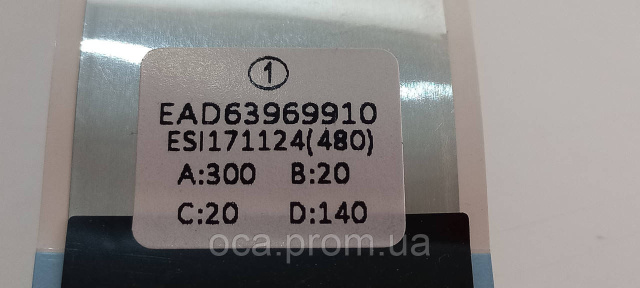 1
EAD63969910
ESI171124(480)
A:300 B:20
C:20 D:140
oca.prom.ua